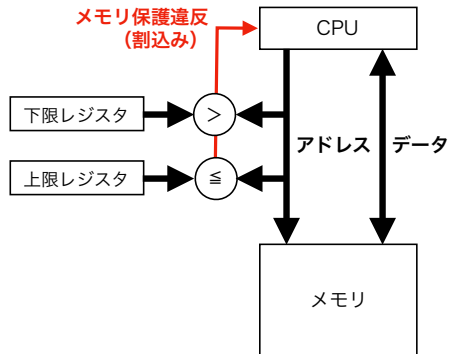 メモリ保護違反
（割込み）
CPU
下限レジスタ
＞
アドレス
データ
上限レジスタ
≦
メモリ